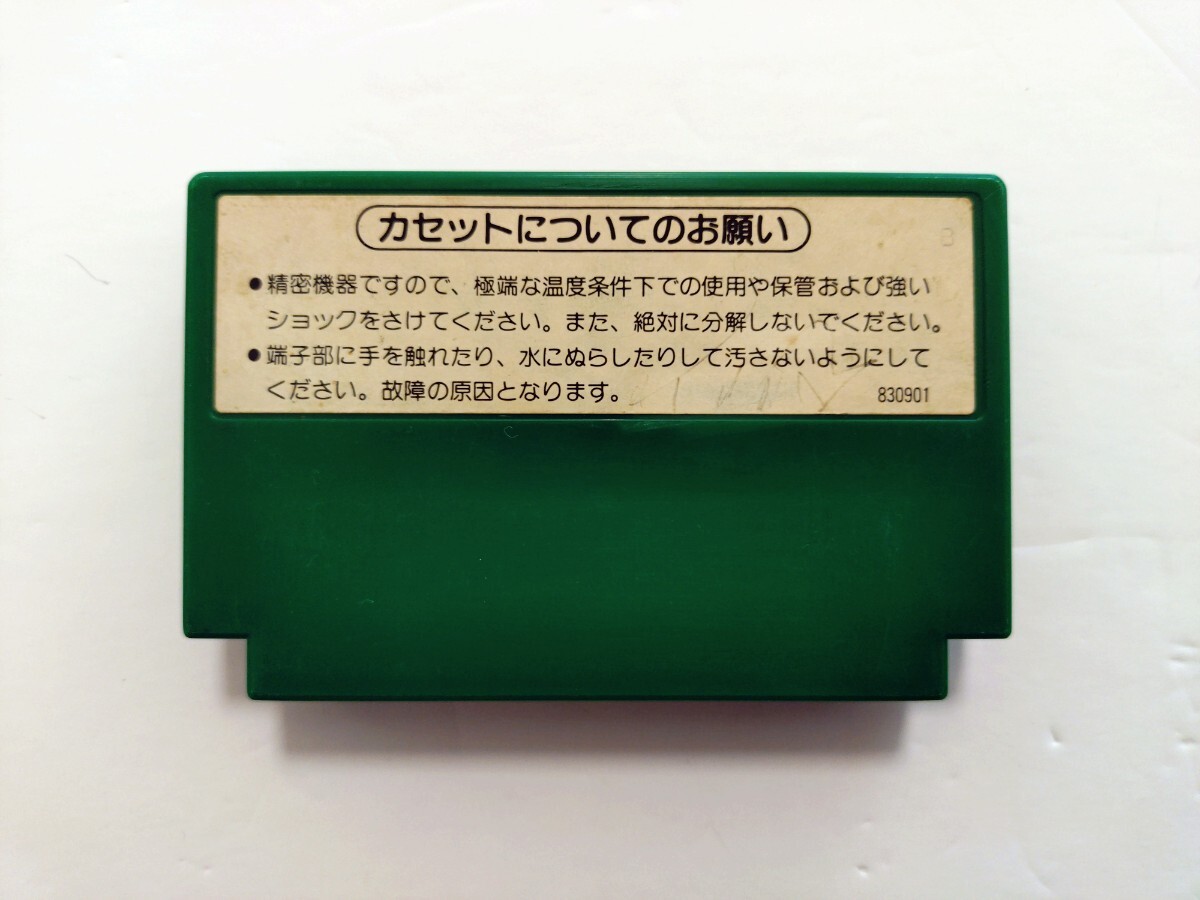 カセットについてのお願い
●精密機器ですので、極端な温度条件下での使用や保管および強い
ショックをさけてください。また、絶対に分解しないでください。
●端子部に手を触れたり、水にぬらしたりして汚さないようにして
ください。故障の原因となります。
830901